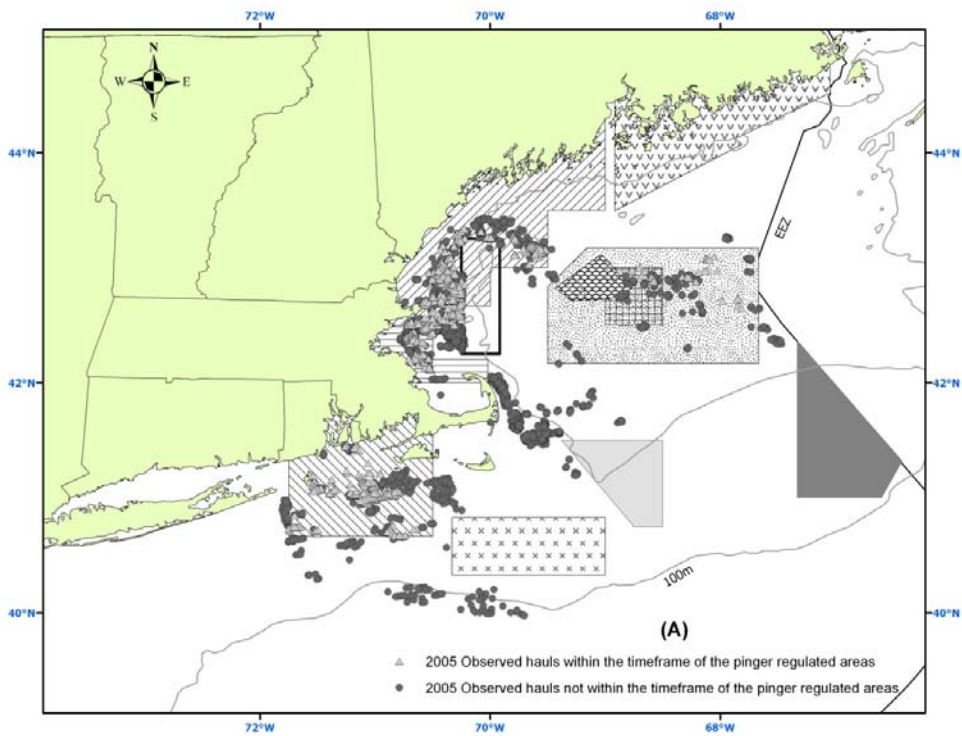 72°W 70°W 68°W
N
W E
S
44°N 44°N
EEZ
42°N 42°N
100m
40°N 40°N
(A)
2005 Observed hauls within the timeframe of the pinger regulated areas
2005 Observed hauls not within the timeframe of the pinger regulated areas
72°W 70°W 68°W